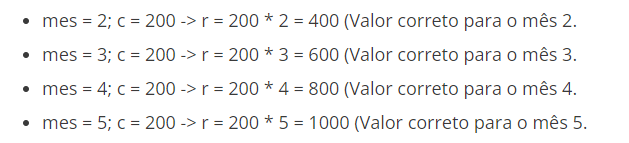 • mes = 2; c = 200 -> r = 200 * 2 = 400 (Valor correto para o mês 2.
• mes = 3; c = 200 -> r = 200 * 3 = 600 (Valor correto para o mês 3.
• mes = 4; c = 200 -> r = 200 * 4 = 800 (Valor correto para o mês 4.
• mes = 5; c = 200 -> r = 200 * 5 = 1000 (Valor correto para o mês 5.